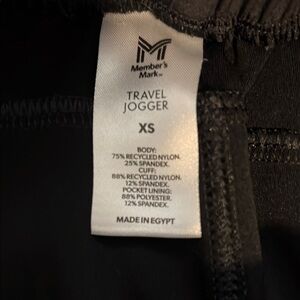 M
Member's
Mark™
TRAVEL
JOGGER
XS
BODY:
75% RECYCLED NYLON.
25% SPANDEX.
CUFF:
88% RECYCLED NYLON.
12% SPANDEX.
POCKET LINING:
88% POLYESTER.
12% SPANDEX.
MADE IN EGYPT